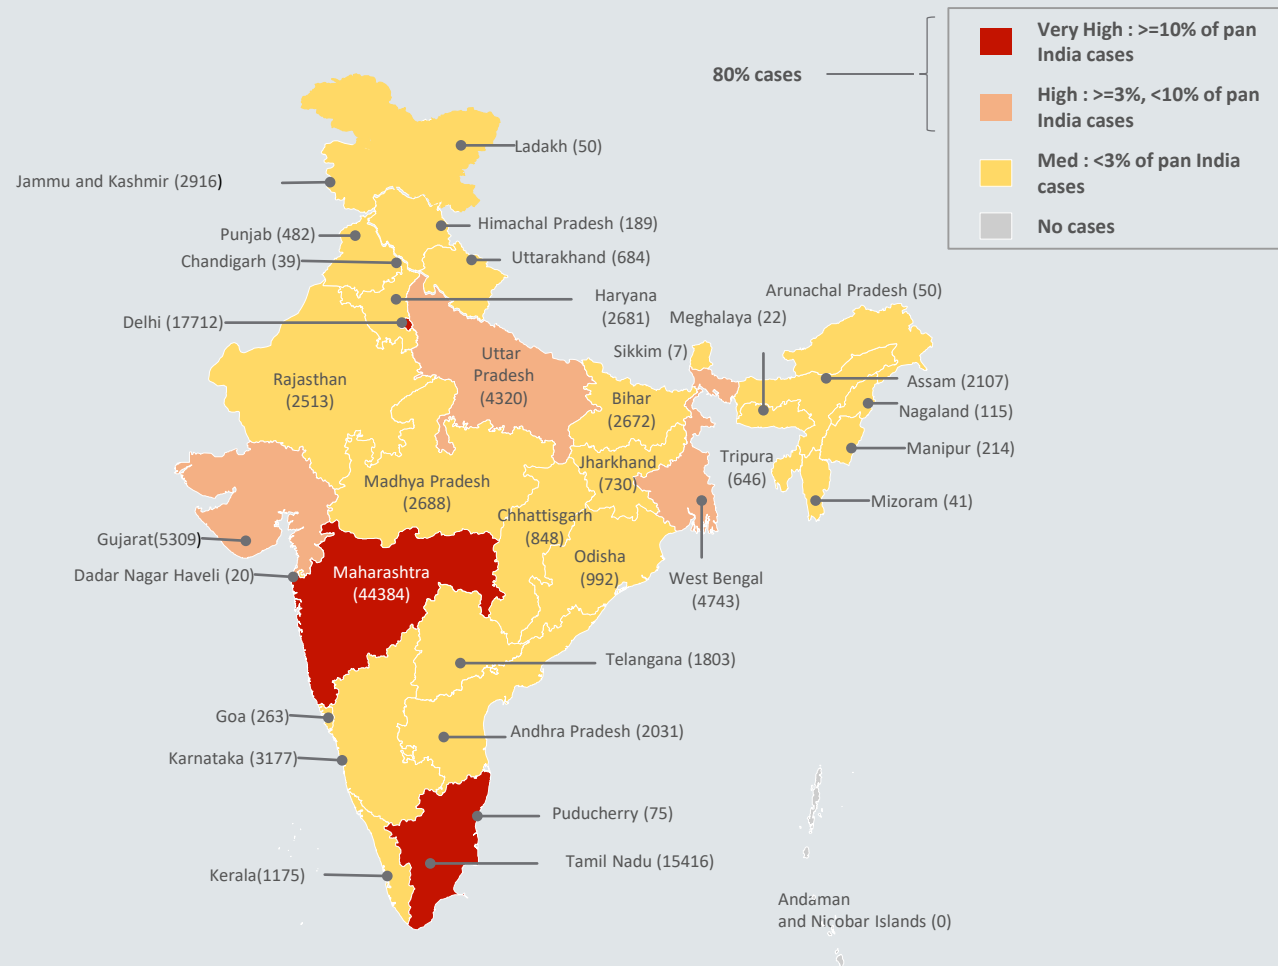 80% cases
Very High : >=10% of pan
India cases
High : >=3%, <10% of pan
India cases
Med : <3% of pan India
cases
No cases
Ladakh (50)
Jammu and Kashmir (2916)
Himachal Pradesh (189)
Punjab (482)
Uttarakhand (684)
Chandigarh (39)
Haryana
(2681)
Arunachal Pradesh (50)
Meghalaya (22)
Delhi (17712)
Sikkim (7)
Uttar
Pradesh
(4320)
Rajasthan
(2513)
Bihar
(2672)
Assam (2107)
Nagaland (115)
Manipur (214)
Tripura
(646)
Jharkhand
(730)
Madhya Pradesh
(2688)
Mizoram (41)
Chhattisgarh
(848)
Gujarat(5309)
Odisha
(992)
Dadar Nagar Haveli (20)
Maharashtra
(44384)
West Bengal
(4743)
Telangana (1803)
Goa (263)
Andhra Pradesh (2031)
Karnataka (3177)
Puducherry (75)
Tamil Nadu (15416)
Kerala(1175)
Andaman
and Nicobar Islands (0)